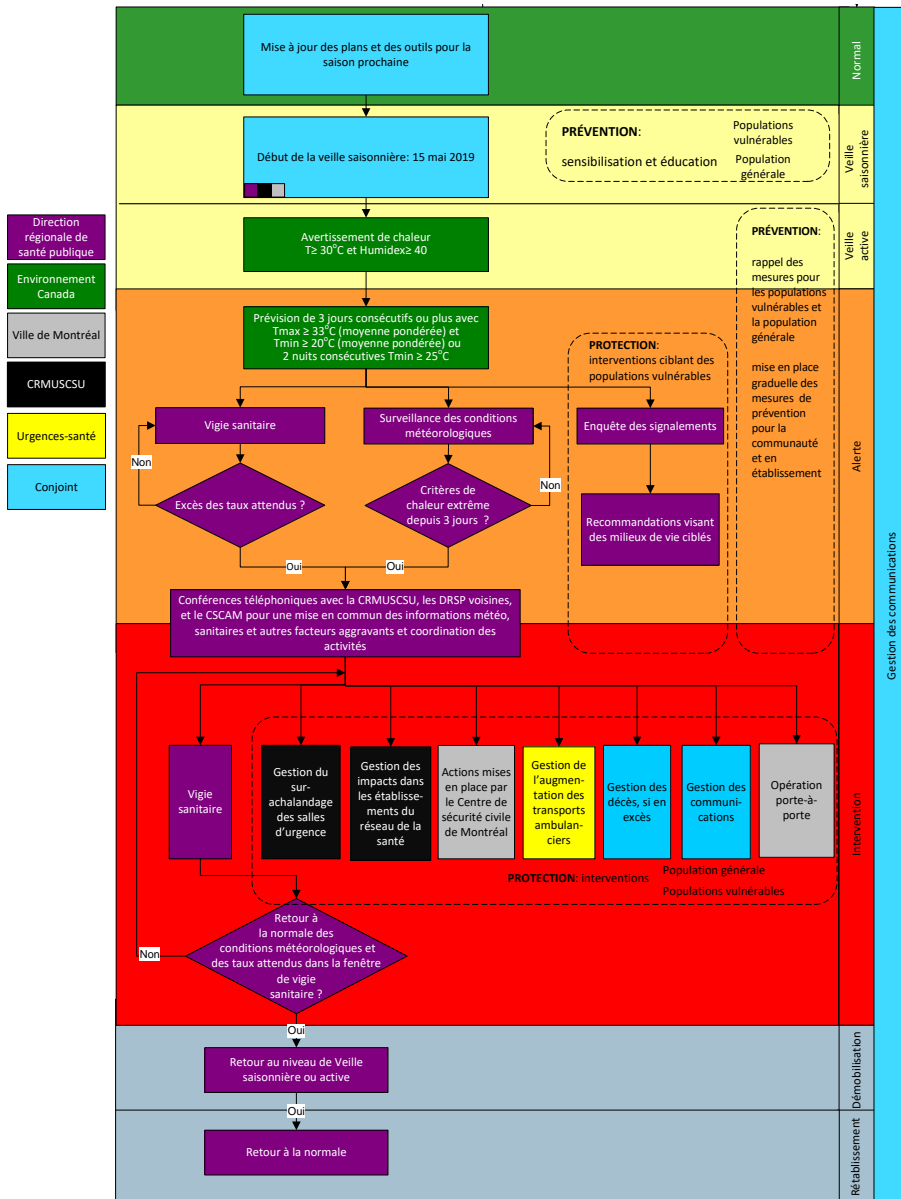 Mise à jour des plans et des outils pour la
saison prochaine
Normal
Début de la veille saisonnière: 15 mai 2019
PRÉVENTION:
sensibilisation et éducation
Populations
vulnérables
Population
générale
Veille
saisonnière
Direction
régionale de
santé publique
Environnement
Canada
Ville de Montréal
CRMUSCSU
Urgences-santé
Conjoint
Avertissement de chaleur
T≥ 30°C et Humidex≥ 40
PRÉVENTION:
rappel des
mesures pour
les populations
vulnérables et
la population
générale
mise en place
graduelle des
mesures de
prévention
pour la
communauté
et en
établissement
Veille
active
Prévision de 3 jours consécutifs ou plus avec
Tmax ≥ 33°C (moyenne pondérée) et
Tmin ≥ 20°C (moyenne pondérée) ou
2 nuits consécutives Tmin ≥ 25°C
PROTECTION:
interventions ciblant des
populations vulnérables
Vigie sanitaire
Surveillance des conditions
météorologiques
Enquête des signalements
Non
Non
Excès des taux attendus ?
Critères de
chaleur extrême
depuis 3 jours ?
Recommandations visant
des milieux de vie ciblés
Oui
Oui
Alerte
Conférences téléphoniques avec la CRMUSCSU, les DRSP voisines,
et le CSCAM pour une mise en commun des informations météo,
sanitaires et autres facteurs aggravants et coordination des
activités
Gestion des communications
Vigie
sanitaire
Gestion du
sur-
achalandage
des salles
d'urgence
Gestion des
impacts dans
les établisse-
ments du
réseau de la
santé
Actions mises
en place par
le Centre de
sécurité civile
de Montréal
Gestion de
l'augmen-
tation des
transports
ambulan-
ciers
Gestion des
décès, si en
excès
Gestion des
communi-
cations
Opération
porte-à-
porte
PROTECTION: interventions
Population générale
Populations vulnérables
Intervention
Retour à
la normale des
conditions météorologiques et
des taux attendus dans la fenêtre
de vigie
sanitaire ?
Non
Oui
Retour au niveau de Veille
saisonnière ou active
Démobilisation
Oui
Retour à la normale
Rétablissement